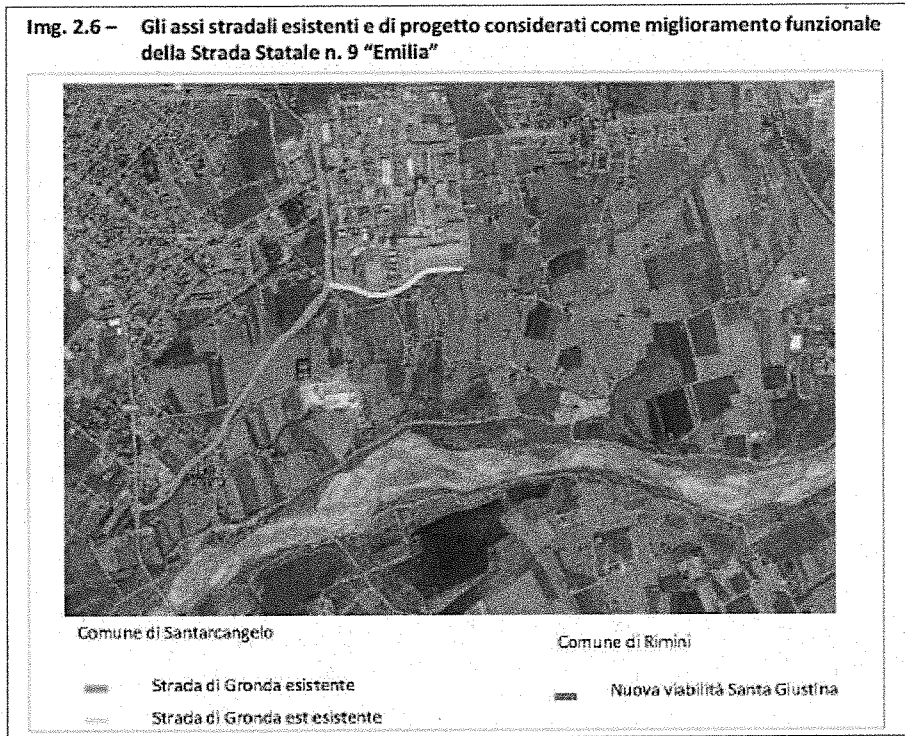 Img. 2.6 – Gli assi stradali esistenti e di progetto considerati come miglioramento funzionale
della Strada Statale n. 9 "Emilia"
Comune di Santarcangelo
Strada di Gronda esistente
Strada di Gronda est esistente
Comune di Rimini
Nuova viabilità Santa Giustina